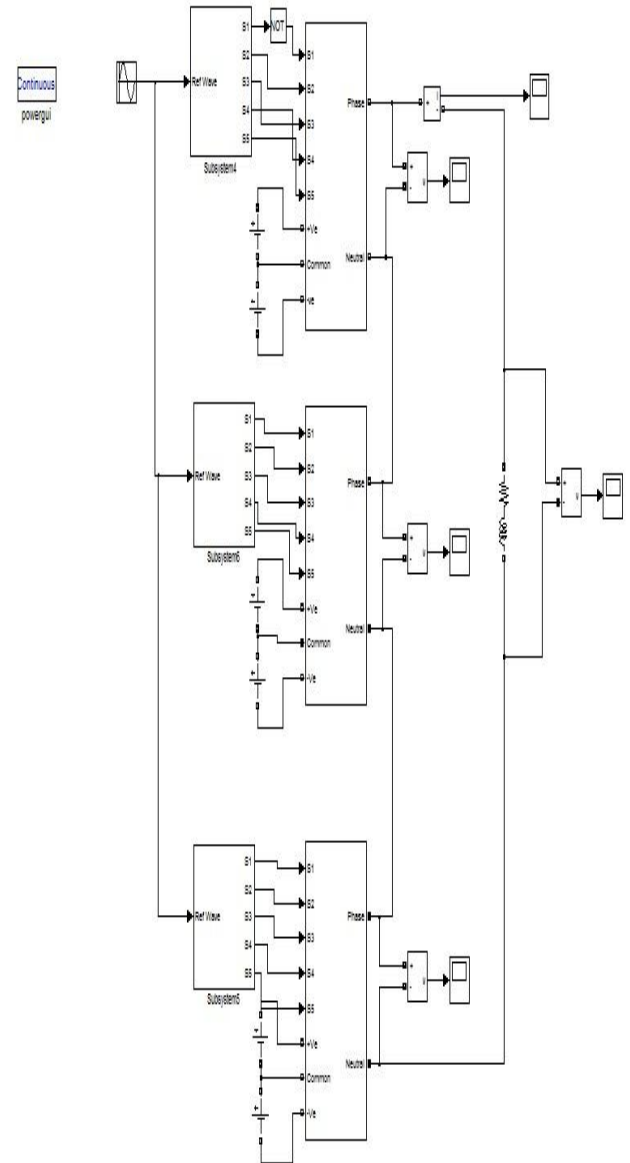 Continuous
powergui
Ref Wave
S1
S2
S3
S4
S5
Subsystem4
NOT
S1
S2
S3
S4
S5
+Ve
Common
-ve
Phase
Neutral
+
-
i
+
-
v
+
+
Ref Wave
S1
S2
S3
S4
S5
Subsystem6
S1
S2
S3
S4
S5
+Ve
Common
-Ve
Phase
Neutral
+
-
v
+
+
+
-
v
Ref Wave
S1
S2
S3
S4
S5
Subsystem5
S1
S2
S3
S4
S5
+Ve
Common
-Ve
Phase
Neutral
+
-
v
+
+